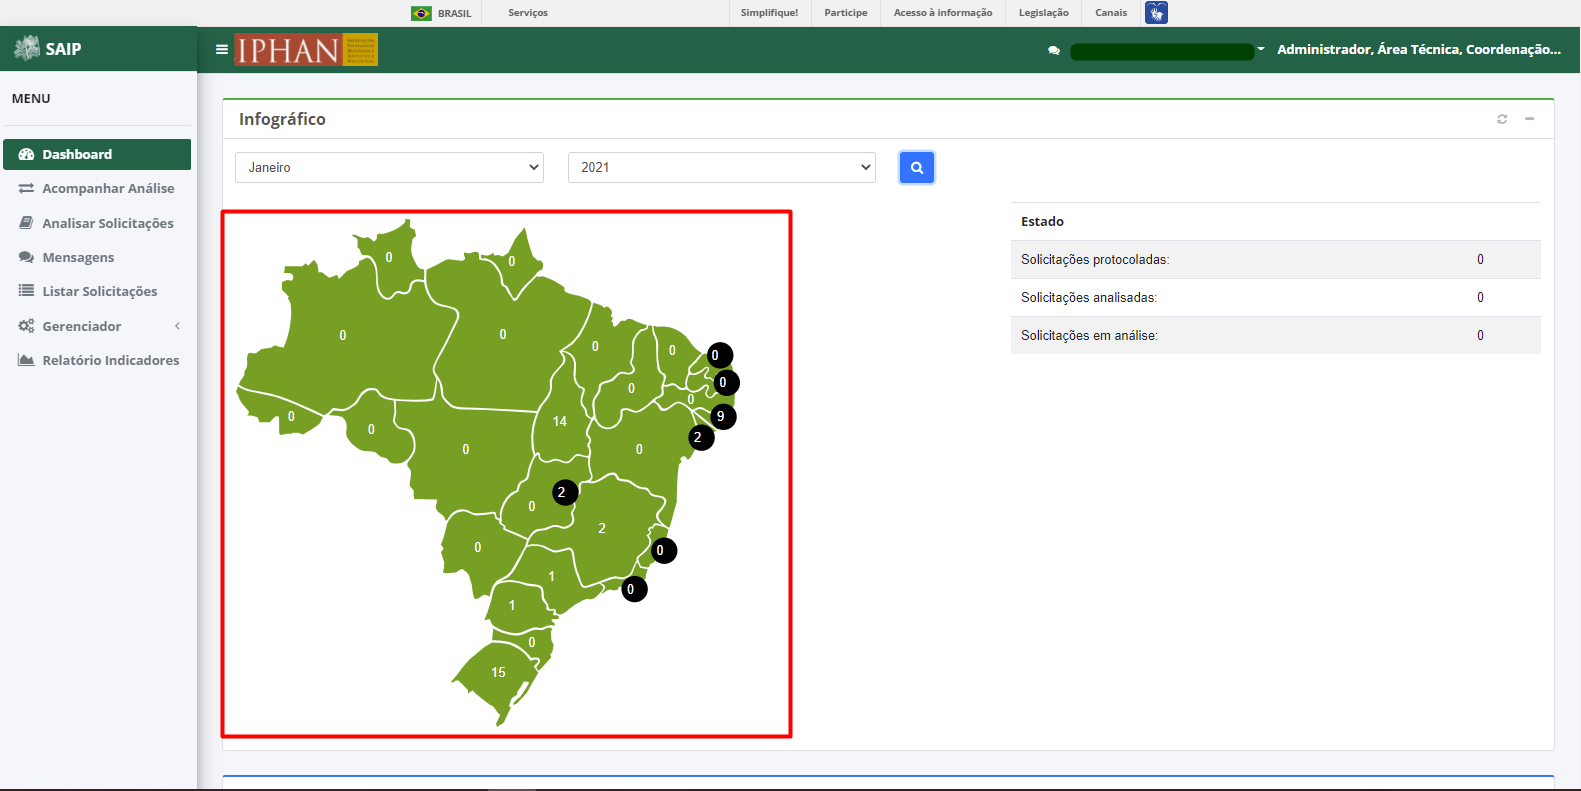 BRASIL Serviços Simplifique! Participe Acesso à informação Legislação Canais
SAIP IPHAN Administrador, Área Técnica, Coordenação...
MENU
Dashboard
Acompanhar Análise
Analisar Solicitações
Mensagens
Listar Solicitações
Gerenciador
Relatório Indicadores
Infográfico
Janeiro 2021
Estado
Solicitações protocoladas: 0
Solicitações analisadas: 0
Solicitações em análise: 0
0
0
0
0
0
0
0
0
0
0
0
9
0
14
0
2
0
0
2
0
2
0
0
1
0
1
0
15